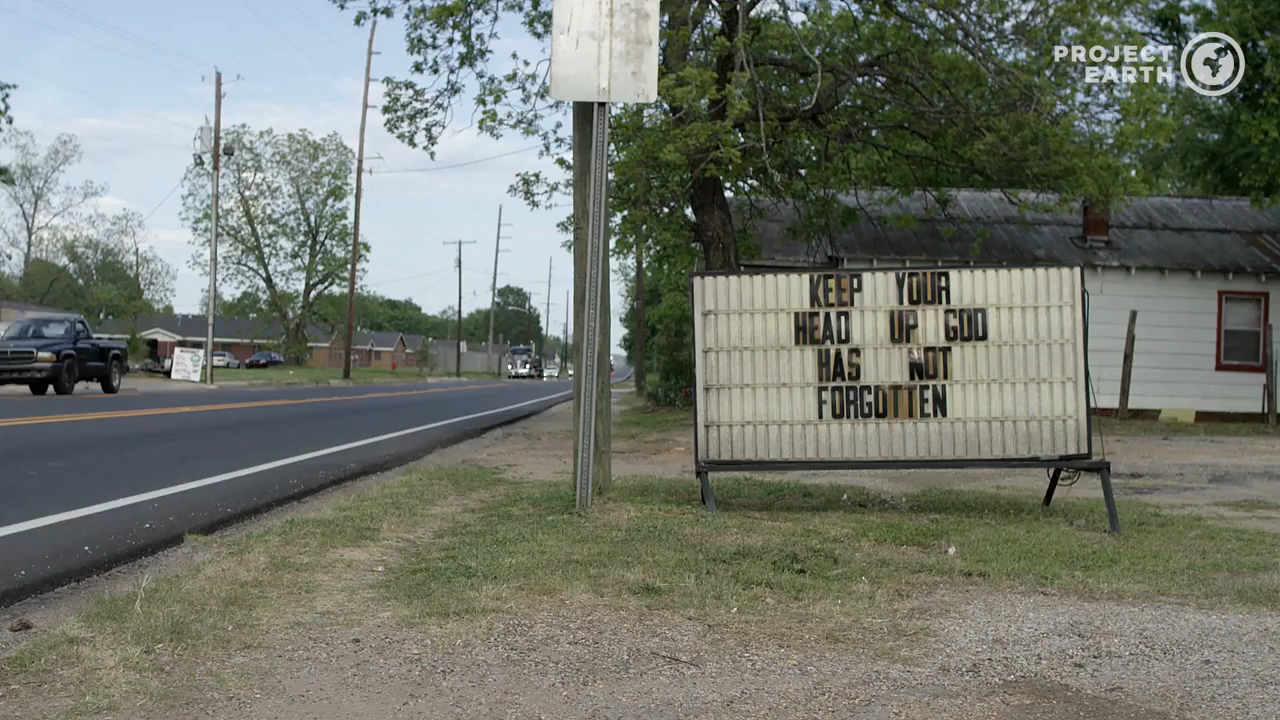 PROJECT
EARTH
KEEP YOUR
HEAD UP GOD
HAS NOT
FORGOTTEN